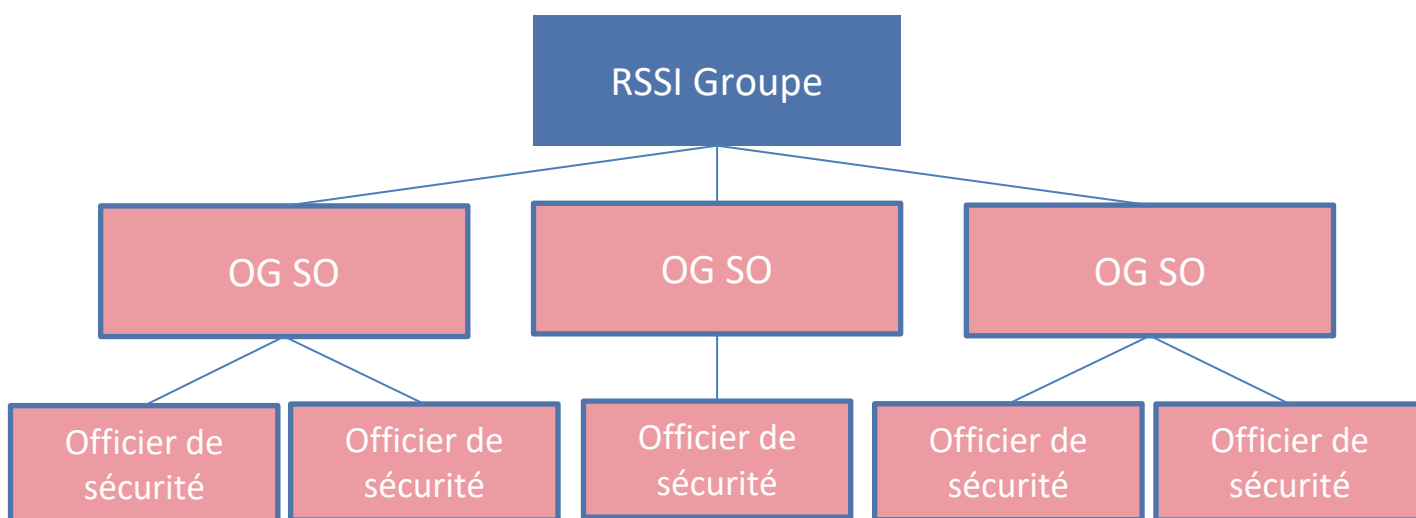 RSSI Groupe
OG SO
OG SO
OG SO
Officier de
sécurité
Officier de
sécurité
Officier de
sécurité
Officier de
sécurité
Officier de
sécurité